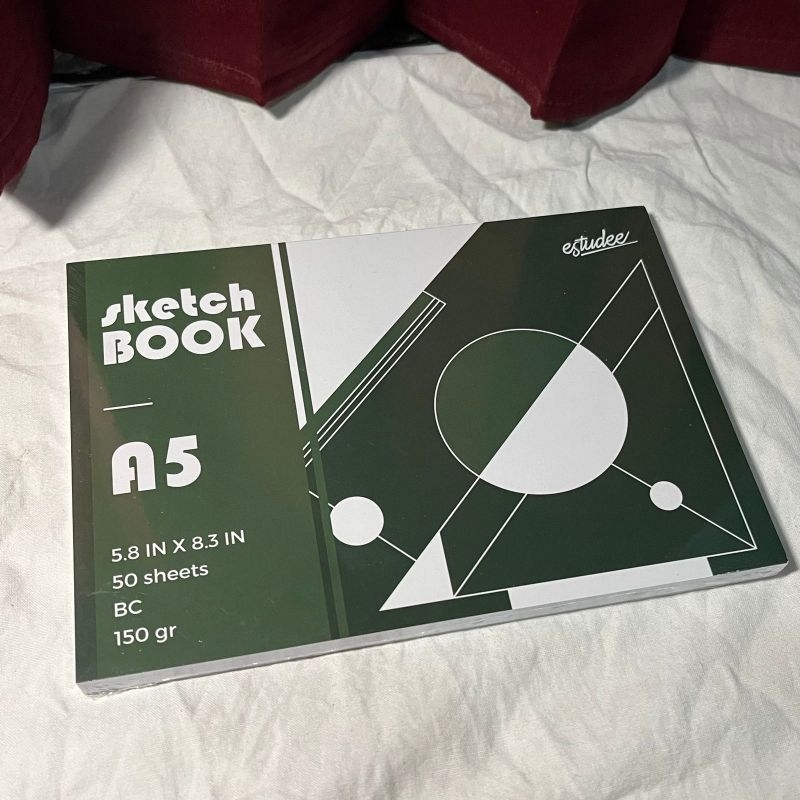 estudee
sketch
BOOK
A5
5.8 IN X 8.3 IN
50 sheets
BC
150 gr